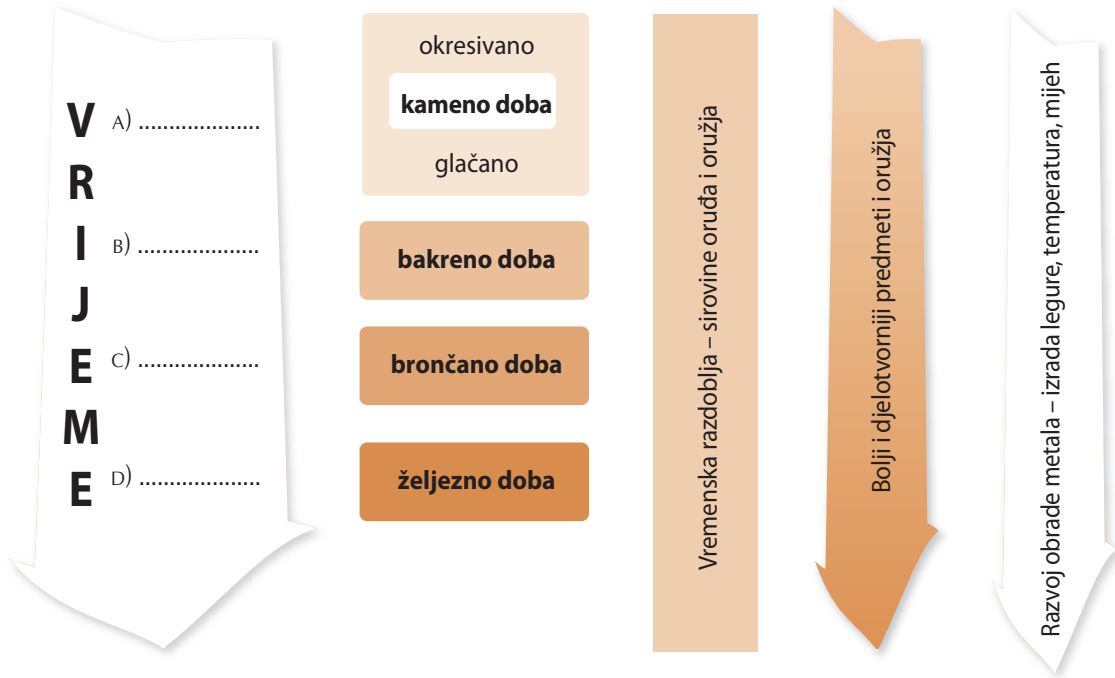 V
R
I
J
E
M
E
A) ....................
B) ....................
C) ....................
D) ....................
okresivano
kameno doba
glačano
bakreno doba
brončano doba
željezno doba
Vremenska razdoblja – sirovine oruđa i oružja
Bolji i djelotvorniji predmeti i oružja
Razvoj obrade metala – izrada legure, temperatura, mijeh